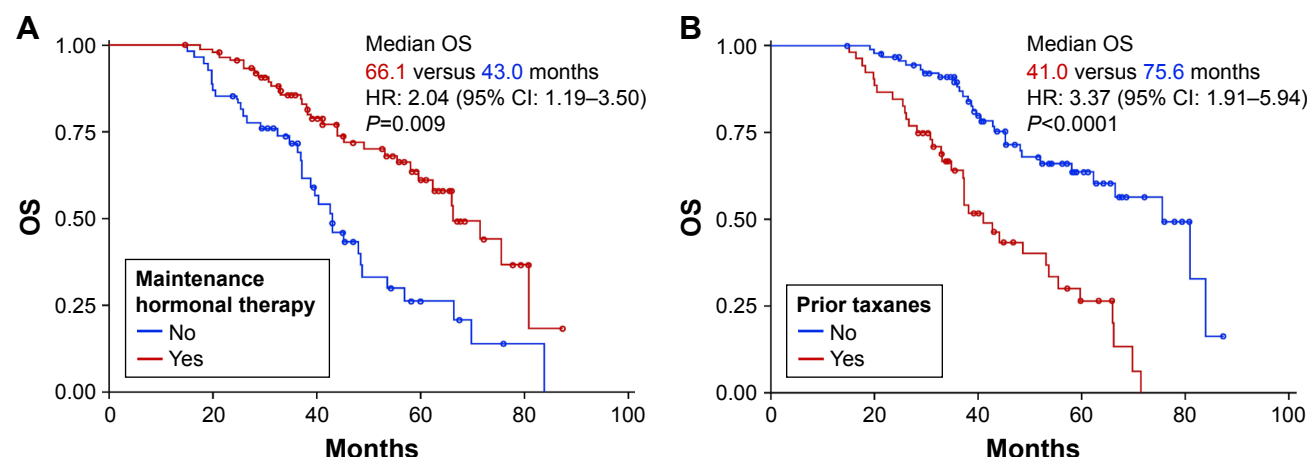 A
1.00
0.75
0.50
0.25
0.00
OS
Median OS
66.1 versus 43.0 months
HR: 2.04 (95% CI: 1.19–3.50)
P=0.009
Maintenance
hormonal therapy
No
Yes
0 20 40 60 80 100
Months
B
1.00
0.75
0.50
0.25
0.00
OS
Median OS
41.0 versus 75.6 months
HR: 3.37 (95% CI: 1.91–5.94)
P<0.0001
Prior taxanes
No
Yes
0 20 40 60 80 100
Months